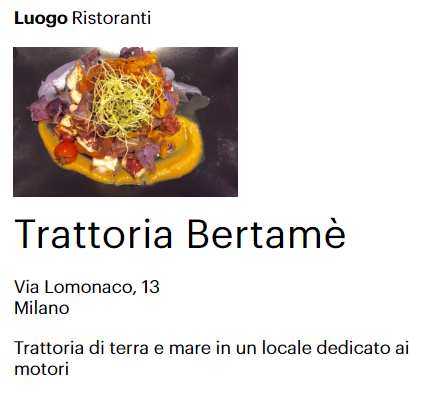 Luogo Ristoranti
Trattoria Bertamè
Via Lomonaco, 13
Milano
Trattoria di terra e mare in un locale dedicato ai
motori